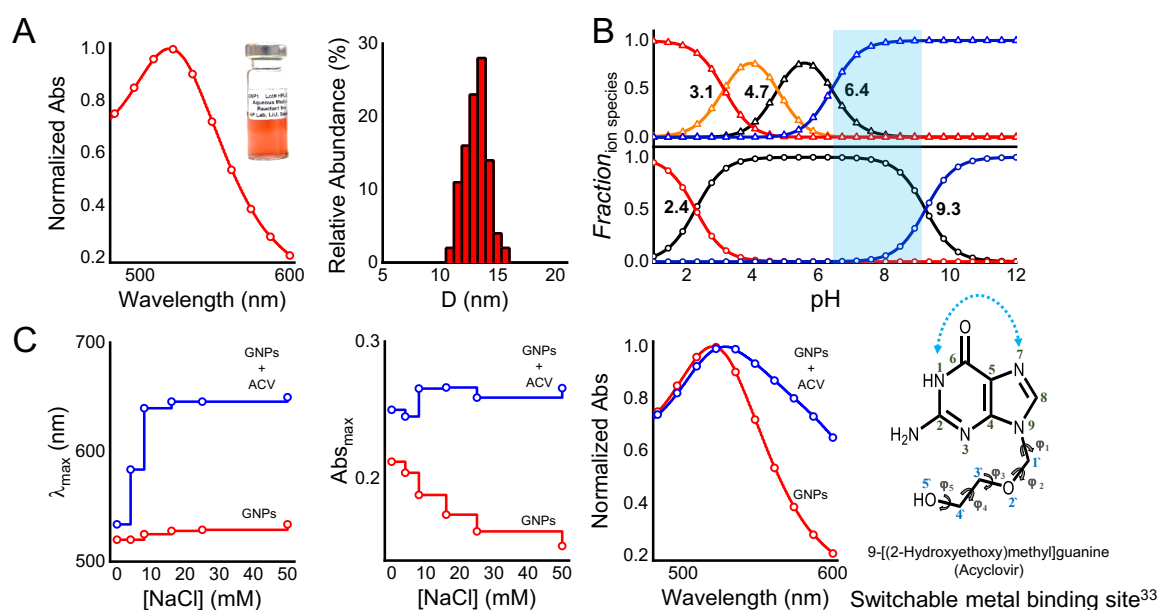 A
Normalized Abs
1.0
0.8
0.6
0.4
0.2
500
600
Wavelength (nm)
Aqueous Medi
HP Lab, LiU, Swe
Relative Abundance (%)
30
20
10
0
5
10
15
20
D (nm)
B
Fraction ion species
1.0
0.5
0.0
3.1
4.7
6.4
1.0
0.5
0.0
2.4
9.3
2
4
6
8
10
12
pH
C
λmax (nm)
700
600
500
GNPs
+
ACV
GNPs
0
10
20
30
40
50
[NaCl] (mM)
Absmax
0.3
0.2
GNPs
+
ACV
GNPs
0
10
20
30
40
50
[NaCl] (mM)
Normalized Abs
1.0
0.8
0.6
0.4
0.2
GNPs
+
ACV
GNPs
500
600
Wavelength (nm)
O
6
7
N
1
HN
5
8
2
4
9
N
H₂N
N
3
φ1
1`
φ2
φ3
3`
O
2`
5`
φ5
HO
4`
φ4
9-[(2-Hydroxyethoxy)methyl]guanine
(Acyclovir)
Switchable metal binding site³³